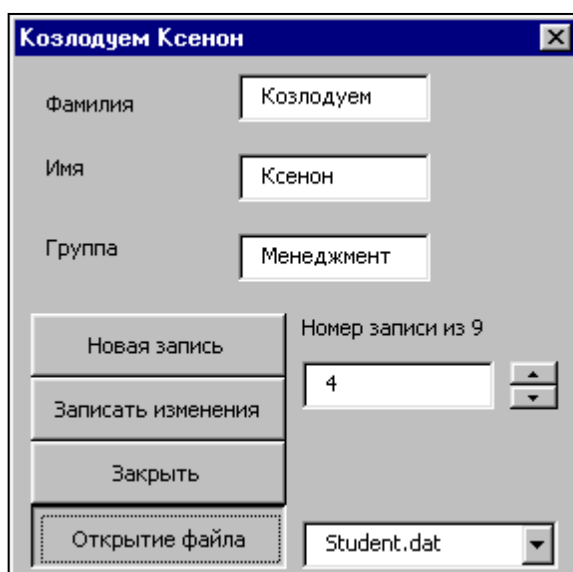 Козлодуем Ксенон
Фамилия
Козлодуем
Имя
Ксенон
Группа
Менеджмент
Новая запись
Номер записи из 9
4
Записать изменения
Закрыть
Открытие файла
Student.dat